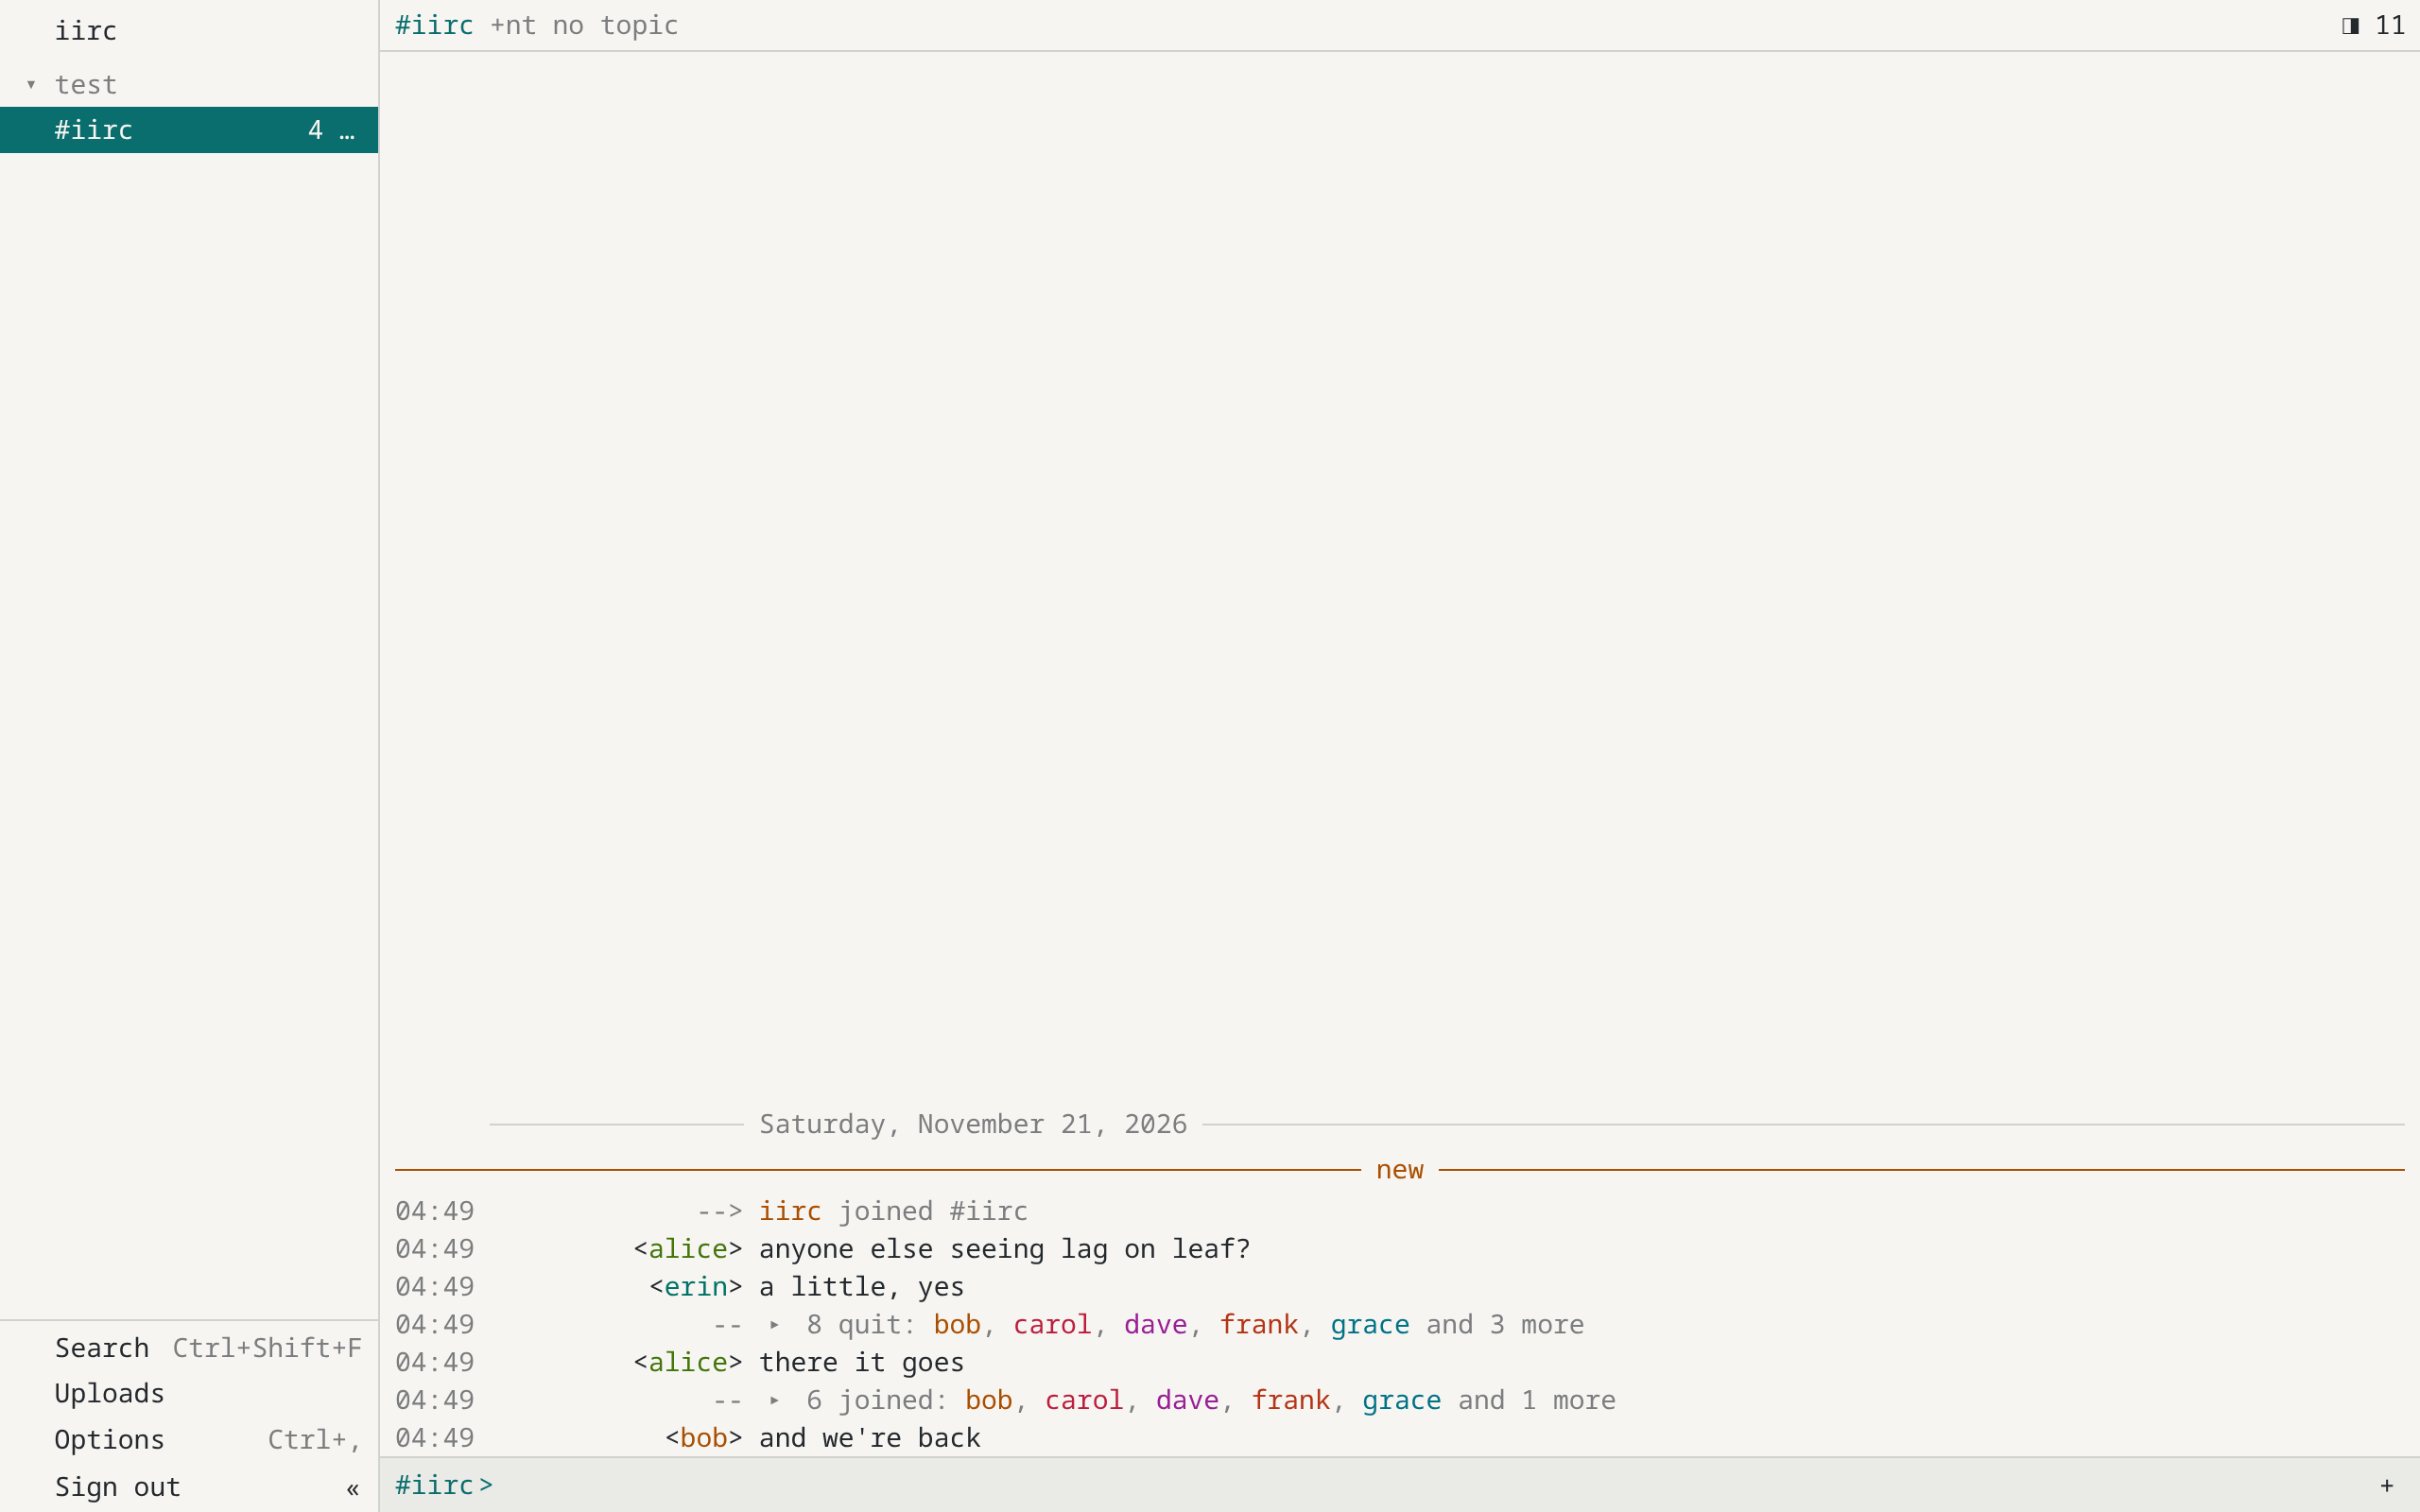 iirc
▾ test
#iirc 4 …
Search Ctrl+Shift+F
Uploads
Options Ctrl+,
Sign out «
#iirc +nt no topic ◨ 11
Saturday, November 21, 2026
new
04:49 --> iirc joined #iirc
04:49 <alice> anyone else seeing lag on leaf?
04:49 <erin> a little, yes
04:49 -- ▸ 8 quit: bob, carol, dave, frank, grace and 3 more
04:49 <alice> there it goes
04:49 -- ▸ 6 joined: bob, carol, dave, frank, grace and 1 more
04:49 <bob> and we're back
#iirc> +